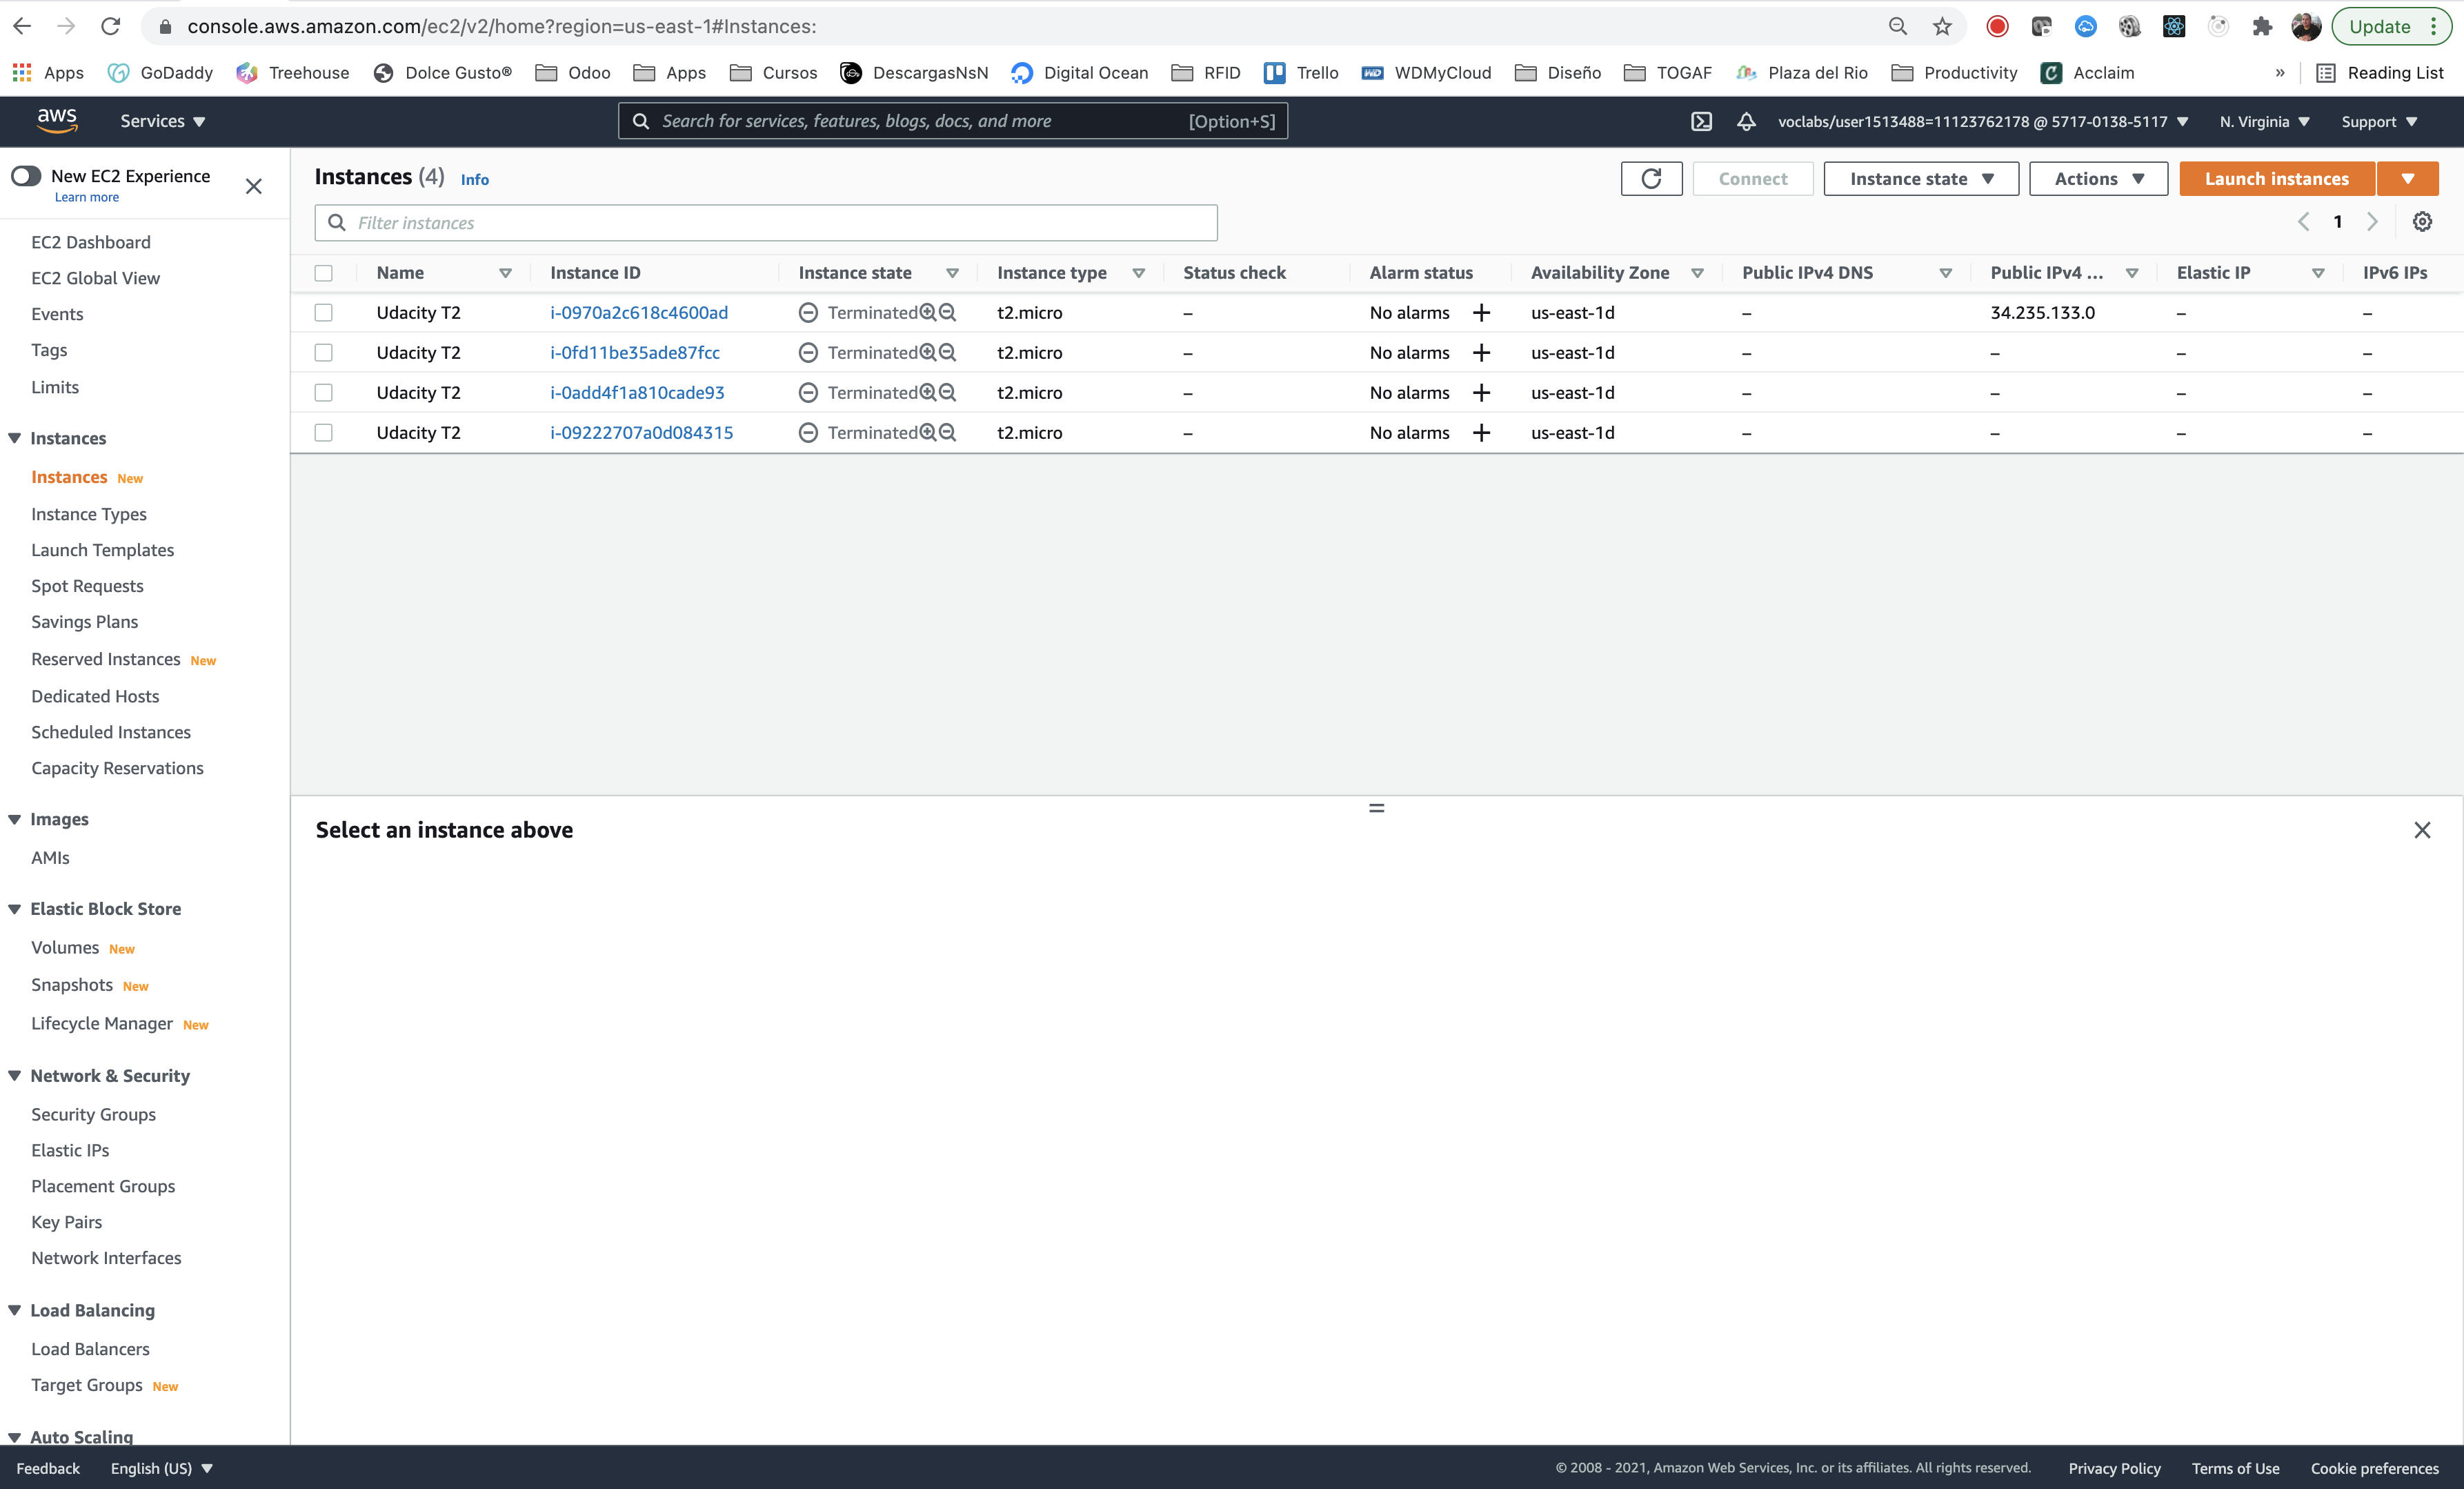 console.aws.amazon.com/ec2/v2/home?region=us-east-1#Instances:
Update
Apps GoDaddy Treehouse Dolce Gusto® Odoo Apps Cursos DescargasNsN Digital Ocean RFID Trello WDMyCloud Diseño TOGAF Plaza del Rio Productivity Acclaim » Reading List
aws Services Search for services, features, blogs, docs, and more [Option+S] voclabs/user1513488=11123762178 @ 5717-0138-5117 N. Virginia Support
New EC2 Experience
Learn more
EC2 Dashboard
EC2 Global View
Events
Tags
Limits
Instances
Instances New
Instance Types
Launch Templates
Spot Requests
Savings Plans
Reserved Instances New
Dedicated Hosts
Scheduled Instances
Capacity Reservations
Images
AMIs
Elastic Block Store
Volumes New
Snapshots New
Lifecycle Manager New
Network & Security
Security Groups
Elastic IPs
Placement Groups
Key Pairs
Network Interfaces
Load Balancing
Load Balancers
Target Groups New
Auto Scaling
Instances (4) Info Connect Instance state Actions Launch instances
Filter instances 1
Name Instance ID Instance state Instance type Status check Alarm status Availability Zone Public IPv4 DNS Public IPv4 ... Elastic IP IPv6 IPs
Udacity T2 i-0970a2c618c4600ad Terminated t2.micro – No alarms + us-east-1d – 34.235.133.0 – –
Udacity T2 i-0fd11be35ade87fcc Terminated t2.micro – No alarms + us-east-1d – – – –
Udacity T2 i-0add4f1a810cade93 Terminated t2.micro – No alarms + us-east-1d – – – –
Udacity T2 i-09222707a0d084315 Terminated t2.micro – No alarms + us-east-1d – – – –
Select an instance above
Feedback English (US) © 2008 - 2021, Amazon Web Services, Inc. or its affiliates. All rights reserved. Privacy Policy Terms of Use Cookie preferences